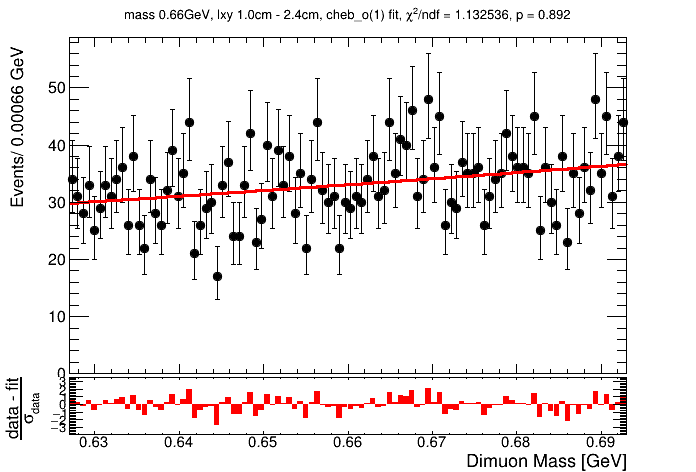 mass 0.66GeV, lxy 1.0cm - 2.4cm, cheb_o(1) fit, χ²/ndf = 1.132536, p = 0.892
Events/ 0.00066 GeV
50
40
30
20
10
0
data - fit
σdata
3
2
1
0
−1
−2
−3
0.63 0.64 0.65 0.66 0.67 0.68 0.69
Dimuon Mass [GeV]